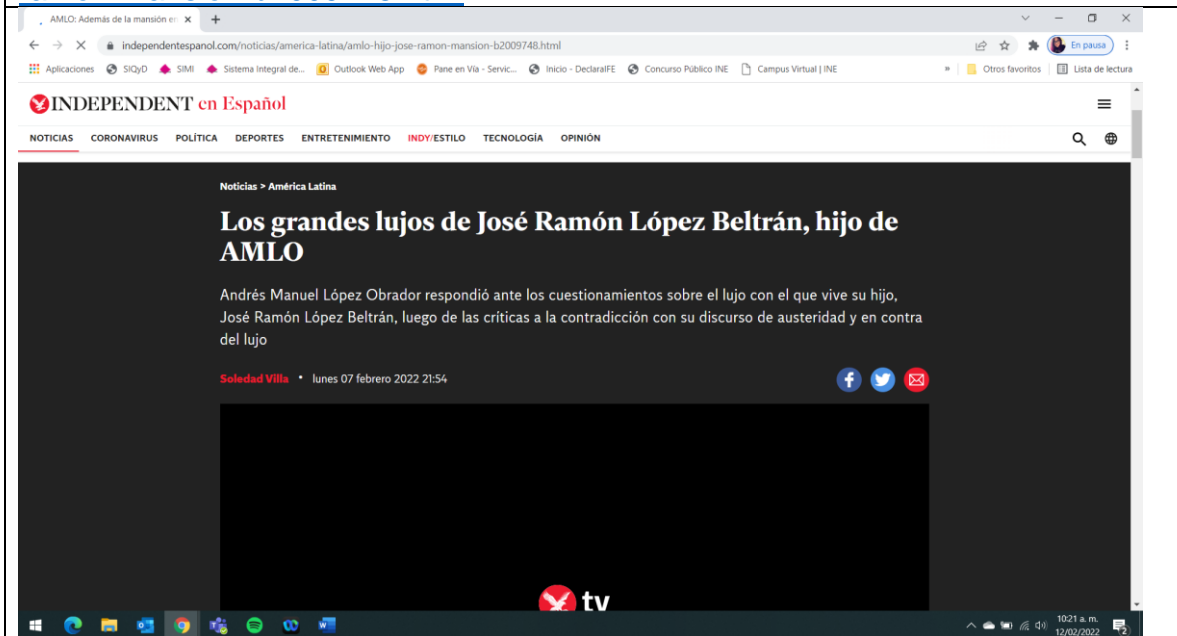 AMLO: Además de la mansión en
independentespanol.com/noticias/america-latina/amlo-hijo-jose-ramon-mansion-b2009748.html
En pausa
Aplicaciones SIQyD SIMI Sistema Integral de... Outlook Web App Pane en Vía - Servic... Inicio - DeclaraIFE Concurso Público INE Campus Virtual | INE » Otros favoritos Lista de lectura
INDEPENDENT en Español
NOTICIAS CORONAVIRUS POLÍTICA DEPORTES ENTRETENIMIENTO INDY/ESTILO TECNOLOGÍA OPINIÓN
Noticias > América Latina
Los grandes lujos de José Ramón López Beltrán, hijo de
AMLO
Andrés Manuel López Obrador respondió ante los cuestionamientos sobre el lujo con el que vive su hijo,
José Ramón López Beltrán, luego de las críticas a la contradicción con su discurso de austeridad y en contra
del lujo
Soledad Villa • lunes 07 febrero 2022 21:54
tv
10:21 a. m.
12/02/2022